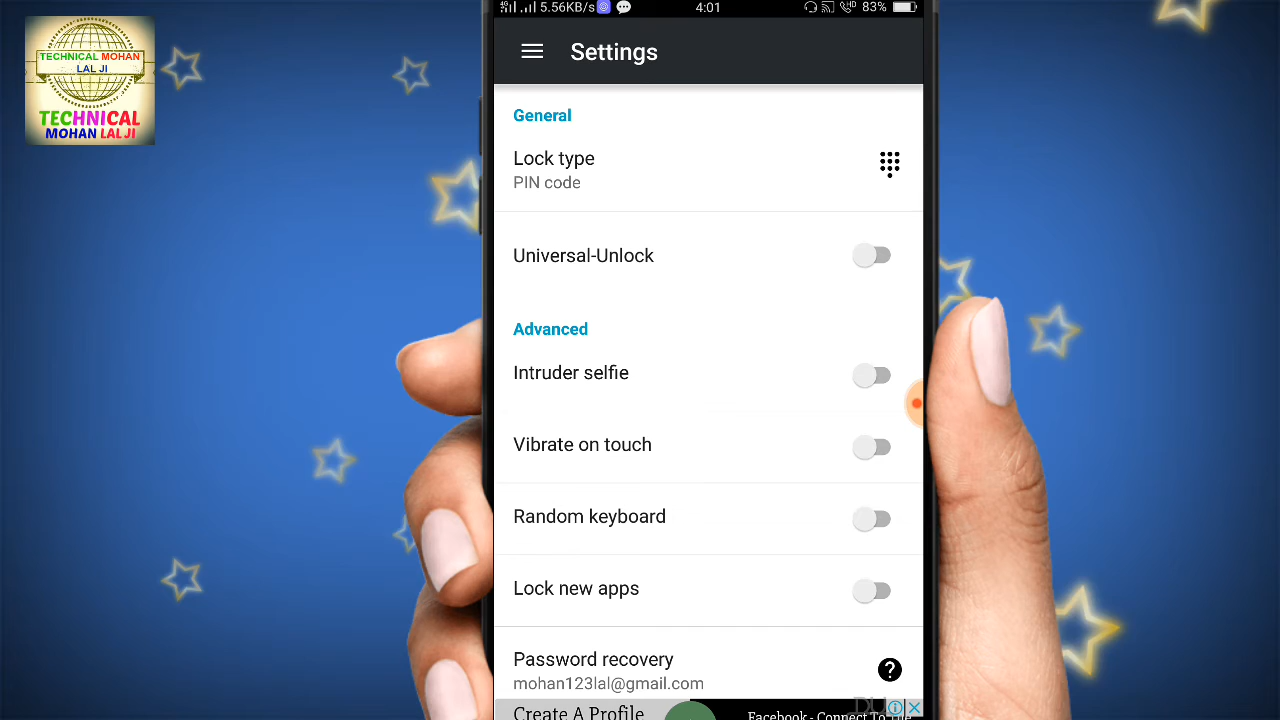 TECHNICAL MOHAN
LAL JI
TECHNICAL
MOHAN LAL JI
5.56KB/s 4:01 83%
Settings
General
Lock type
PIN code
Universal-Unlock
Advanced
Intruder selfie
Vibrate on touch
Random keyboard
Lock new apps
Password recovery
mohan123lal@gmail.com
Create A Profile
Facebook - Connect To The